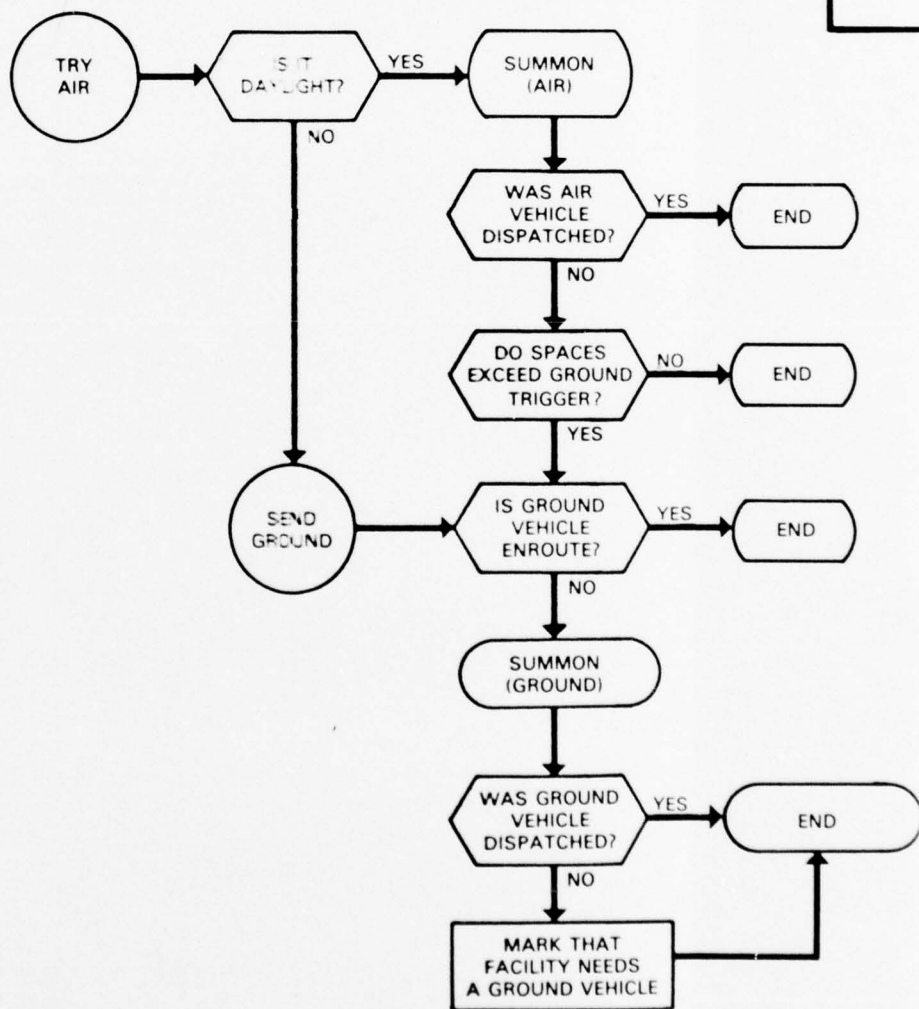 TRY
AIR
IS IT
DAYLIGHT?
YES
NO
SUMMON
(AIR)
WAS AIR
VEHICLE
DISPATCHED?
YES
END
NO
DO SPACES
EXCEED GROUND
TRIGGER?
NO
END
YES
SEND
GROUND
IS GROUND
VEHICLE
ENROUTE?
YES
END
NO
SUMMON
(GROUND)
WAS GROUND
VEHICLE
DISPATCHED?
YES
END
NO
MARK THAT
FACILITY NEEDS
A GROUND VEHICLE